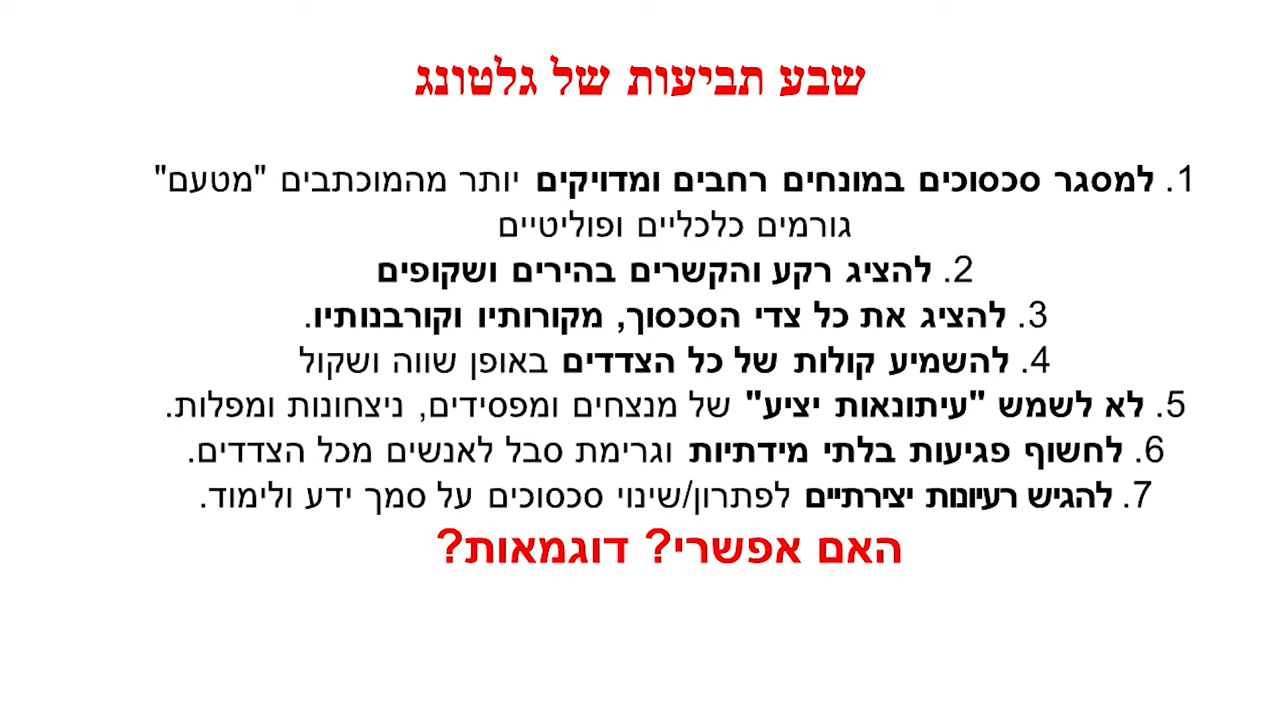 שבע תביעות של גלטונג
1. למסגר סכסוכים במונחים רחבים ומדויקים יותר מהמוכתבים "מטעם"
גורמים כלכליים ופוליטיים
2. להציג רקע והקשרים בהירים ושקופים
3. להציג את כל צדי הסכסוך, מקורותיו וקורבנותיו.
4. להשמיע קולות של כל הצדדים באופן שווה ושקול
5. לא לשמש "עיתונאות יציע" של מנצחים ומפסידים, ניצחונות ומפלות.
6. לחשוף פגיעות בלתי מידתיות וגרימת סבל לאנשים מכל הצדדים.
7. להגיש רעיונות יצירתיים לפתרון/שינוי סכסוכים על סמך ידע ולימוד.
האם אפשרי? דוגמאות?